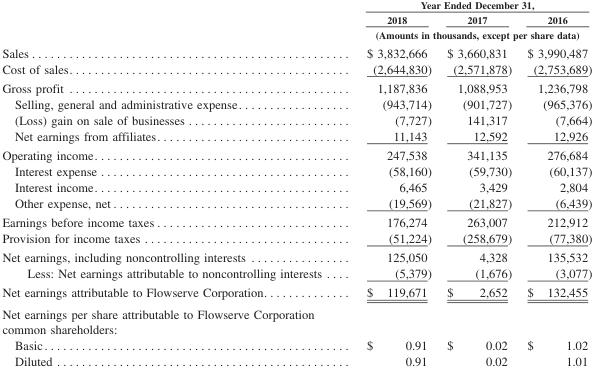 Year Ended December 31,
2018 2017 2016
(Amounts in thousands, except per share data)
Sales . . . . . . . . . . . . . . . . . . . . . . . . . . . . . . . . . . . . . . . . . . . . . . . . . . . $ 3,832,666 $ 3,660,831 $ 3,990,487
Cost of sales. . . . . . . . . . . . . . . . . . . . . . . . . . . . . . . . . . . . . . . . . . . . . (2,644,830) (2,571,878) (2,753,689)
Gross profit . . . . . . . . . . . . . . . . . . . . . . . . . . . . . . . . . . . . . . . . . . . . . 1,187,836 1,088,953 1,236,798
Selling, general and administrative expense. . . . . . . . . . . . . . . . . . (943,714) (901,727) (965,376)
(Loss) gain on sale of businesses . . . . . . . . . . . . . . . . . . . . . . . . . . (7,727) 141,317 (7,664)
Net earnings from affiliates. . . . . . . . . . . . . . . . . . . . . . . . . . . . . . . 11,143 12,592 12,926
Operating income. . . . . . . . . . . . . . . . . . . . . . . . . . . . . . . . . . . . . . . . 247,538 341,135 276,684
Interest expense . . . . . . . . . . . . . . . . . . . . . . . . . . . . . . . . . . . . . . . (58,160) (59,730) (60,137)
Interest income. . . . . . . . . . . . . . . . . . . . . . . . . . . . . . . . . . . . . . . . 6,465 3,429 2,804
Other expense, net . . . . . . . . . . . . . . . . . . . . . . . . . . . . . . . . . . . . . (19,569) (21,827) (6,439)
Earnings before income taxes. . . . . . . . . . . . . . . . . . . . . . . . . . . . . . . 176,274 263,007 212,912
Provision for income taxes . . . . . . . . . . . . . . . . . . . . . . . . . . . . . . . . . (51,224) (258,679) (77,380)
Net earnings, including noncontrolling interests . . . . . . . . . . . . . . . 125,050 4,328 135,532
Less: Net earnings attributable to noncontrolling interests . . . . (5,379) (1,676) (3,077)
Net earnings attributable to Flowserve Corporation. . . . . . . . . . . . . $ 119,671 $ 2,652 $ 132,455
Net earnings per share attributable to Flowserve Corporation
common shareholders:
Basic. . . . . . . . . . . . . . . . . . . . . . . . . . . . . . . . . . . . . . . . . . . . . . . . . $ 0.91 $ 0.02 $ 1.02
Diluted . . . . . . . . . . . . . . . . . . . . . . . . . . . . . . . . . . . . . . . . . . . . . . . 0.91 0.02 1.01